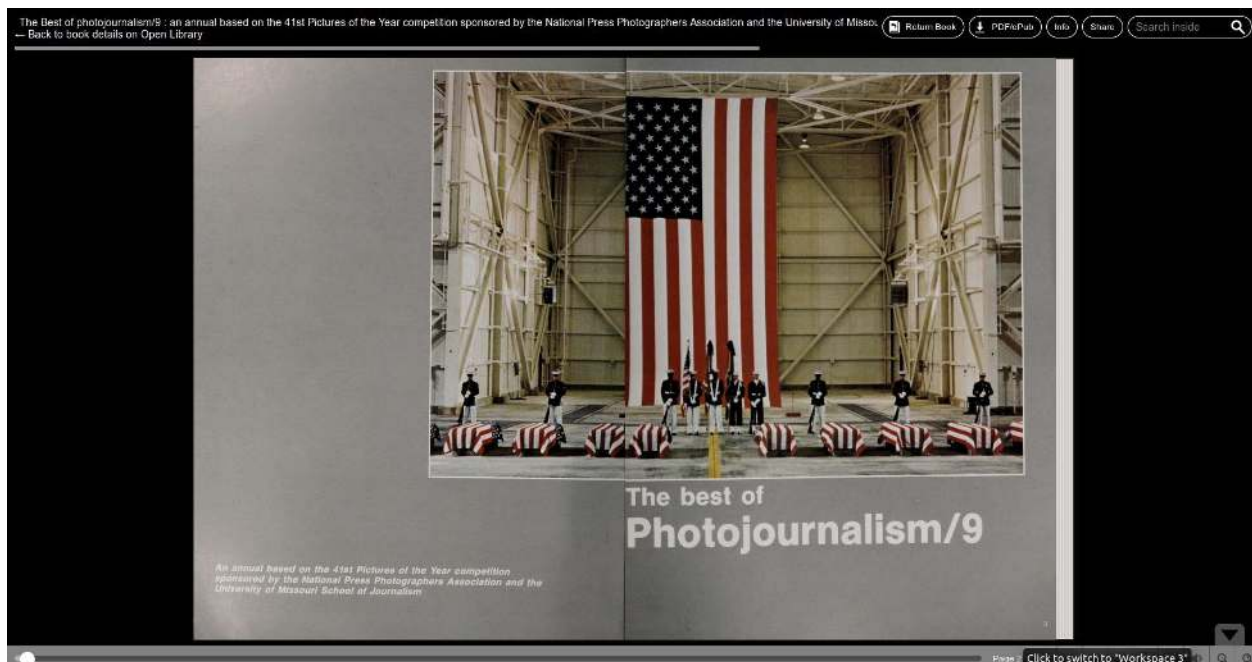 The Best of photojournalism/9 : an annual based on the 41st Pictures of the Year competition sponsored by the National Press Photographers Association and the University of Missou
← Back to book details on Open Library
Return Book
PDF/ePub
Info
Share
Search inside
The best of
Photojournalism/9
An annual based on the 41st Pictures of the Year competition
sponsored by the National Press Photographers Association and the
University of Missouri School of Journalism
Page
Click to switch to "Workspace 3"